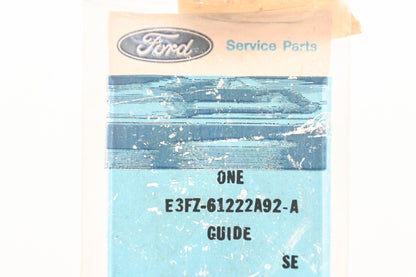 Ford
Service Parts
ONE
E3FZ-61222A92-A
GUIDE
SE